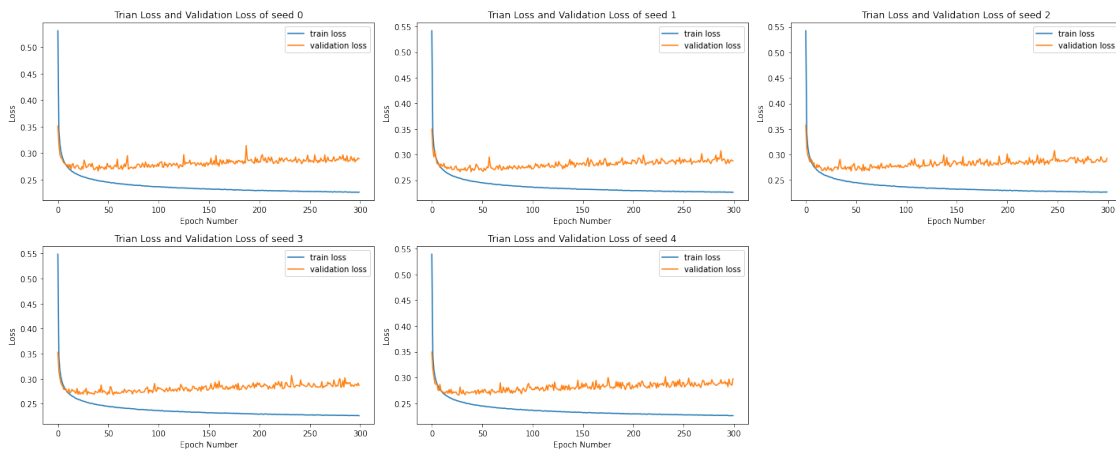 Trian Loss and Validation Loss of seed 0
train loss
validation loss
0.50
0.45
0.40
0.35
0.30
0.25
Loss
0 50 100 150 200 250 300
Epoch Number
Trian Loss and Validation Loss of seed 1
train loss
validation loss
0.55
0.50
0.45
0.40
0.35
0.30
0.25
Loss
0 50 100 150 200 250 300
Epoch Number
Trian Loss and Validation Loss of seed 2
train loss
validation loss
0.55
0.50
0.45
0.40
0.35
0.30
0.25
Loss
0 50 100 150 200 250 300
Epoch Number
Trian Loss and Validation Loss of seed 3
train loss
validation loss
0.55
0.50
0.45
0.40
0.35
0.30
0.25
Loss
0 50 100 150 200 250 300
Epoch Number
Trian Loss and Validation Loss of seed 4
train loss
validation loss
0.55
0.50
0.45
0.40
0.35
0.30
0.25
Loss
0 50 100 150 200 250 300
Epoch Number